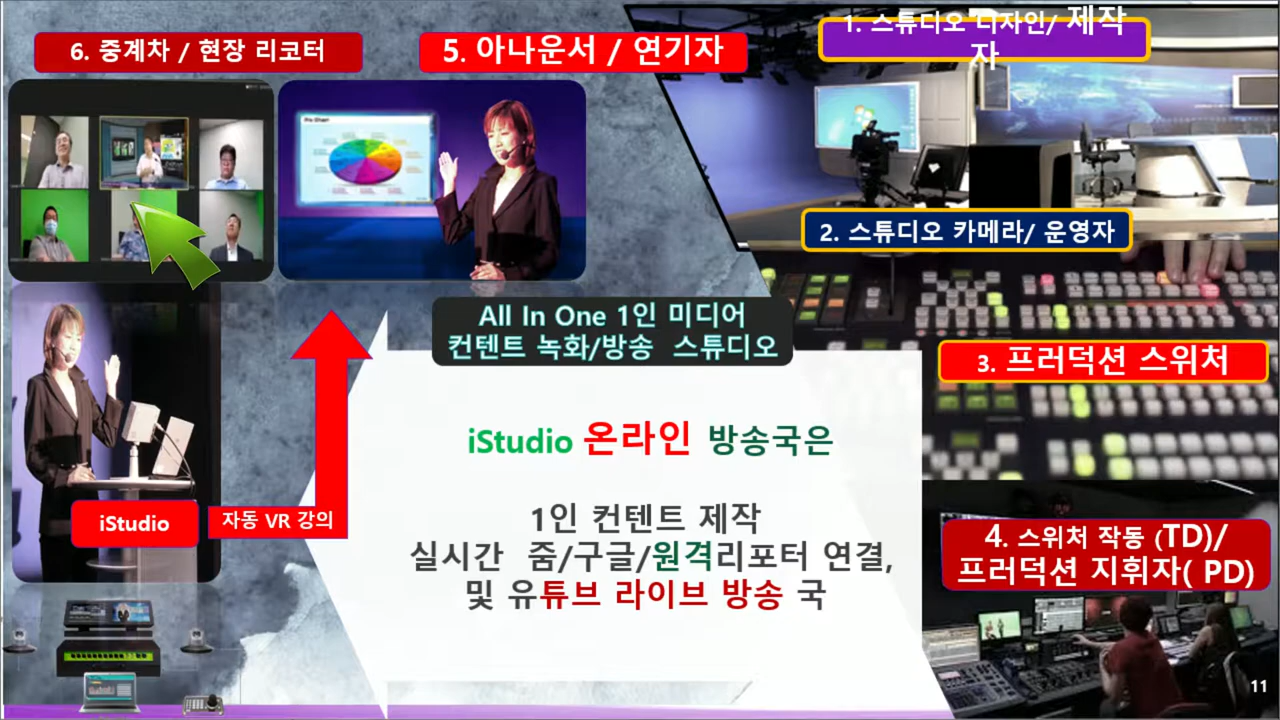 6. 중계차 / 현장 리코터
5. 아나운서 / 연기자
1. 스튜디오 디자인/ 제작
자
2. 스튜디오 카메라/ 운영자
All In One 1인 미디어
컨텐트 녹화/방송 스튜디오
3. 프러덕션 스위처
iStudio 온라인 방송국은
1인 컨텐트 제작
실시간 줌/구글/원격리포터 연결,
및 유튜브 라이브 방송 국
iStudio
자동 VR 강의
4. 스위처 작동 (TD)/
프러덕션 지휘자( PD)
11